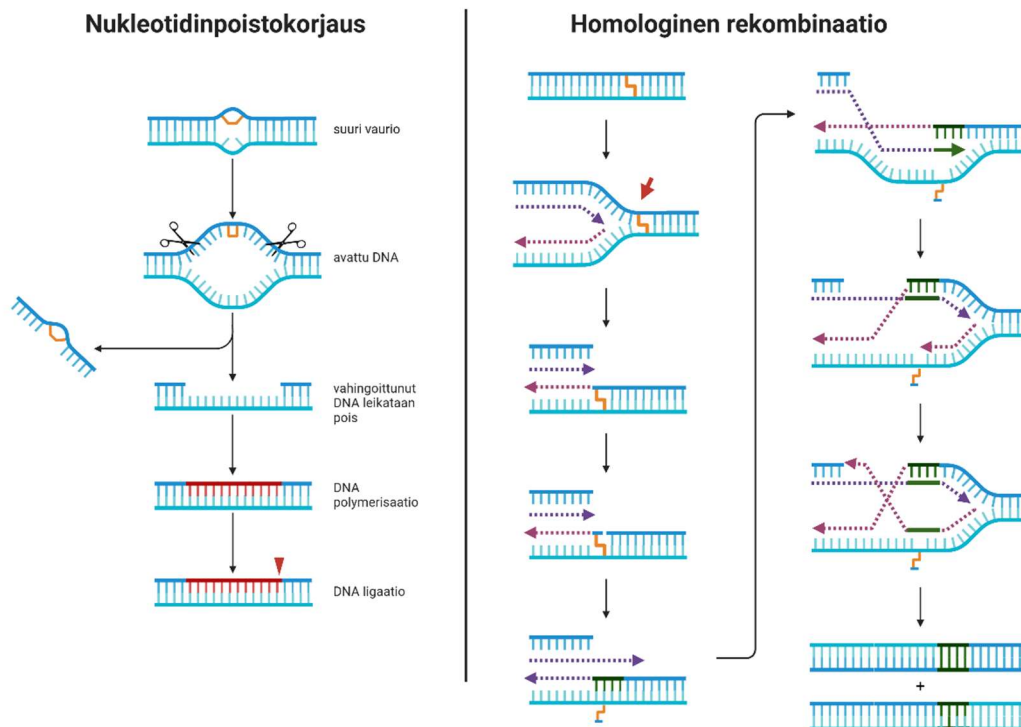 Nukleotidinpoistokorjaus
suuri vaurio
avattu DNA
vahingoittunut
DNA leikataan
pois
DNA
polymerisaatio
DNA ligaatio
Homologinen rekombinaatio
+